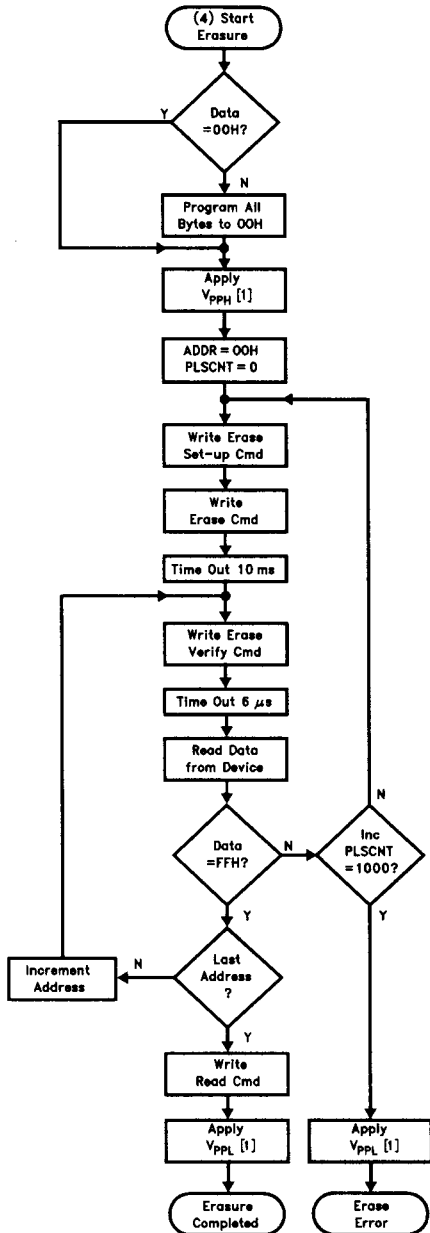 (4) Start
Erasure
Y
Data
=00H?
N
Program All
Bytes to 00H
Apply
VPPH [1]
ADDR = 00H
PLSCNT = 0
Write Erase
Set-up Cmd
Write
Erase Cmd
Time Out 10 ms
Write Erase
Verify Cmd
Time Out 6 μs
Read Data
from Device
N
Data
=FFH?
N
Inc
PLSCNT
=1000?
Y
Y
Increment
Address
N
Last
Address
?
Y
Write
Read Cmd
Apply
VPPL [1]
Apply
VPPL [1]
Erasure
Completed
Erase
Error